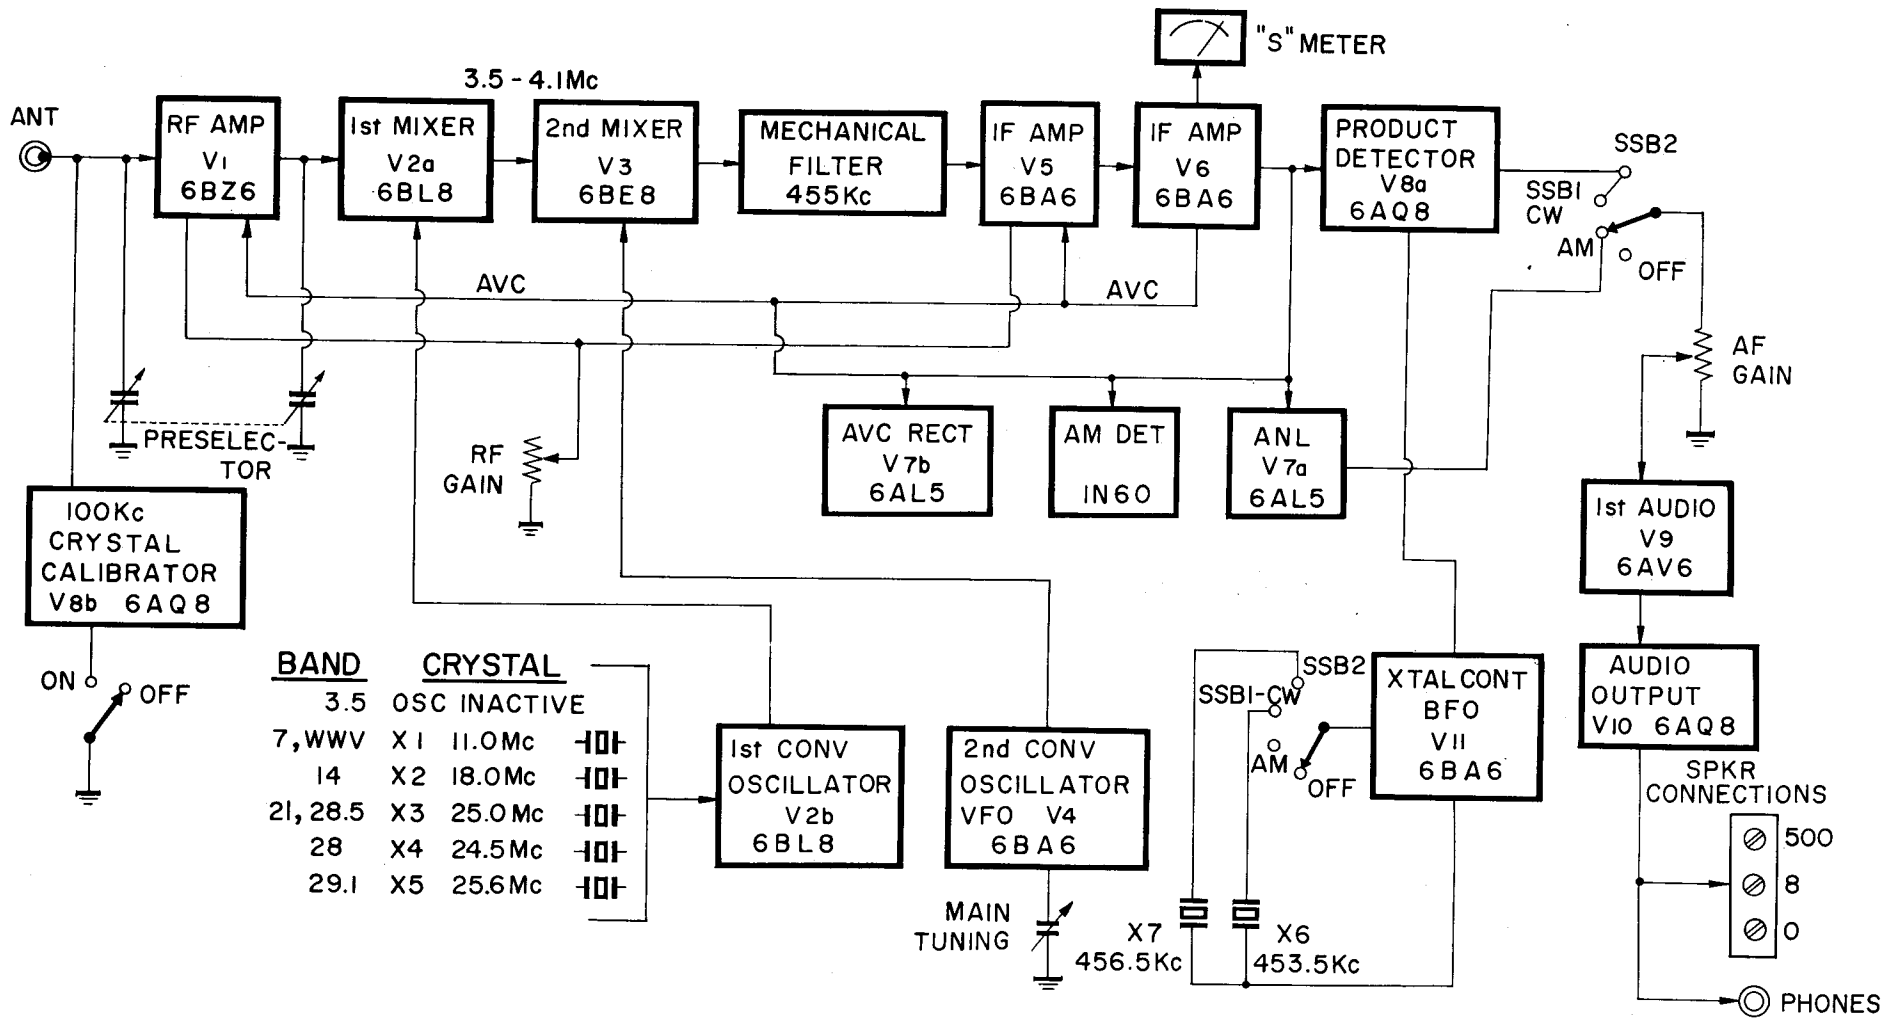 "S" METER
3.5 - 4.1Mc
ANT
RF AMP
V1
6BZ6
1st MIXER
V2a
6BL8
2nd MIXER
V3
6BE8
MECHANICAL
FILTER
455Kc
IF AMP
V5
6BA6
IF AMP
V6
6BA6
PRODUCT
DETECTOR
V8a
6AQ8
SSB2
SSB1
CW
AM
OFF
AVC
AVC
AF
GAIN
PRESELEC-
TOR
RF
GAIN
AVC RECT
V7b
6AL5
AM DET
IN60
ANL
V7a
6AL5
100Kc
CRYSTAL
CALIBRATOR
V8b 6AQ8
ON
OFF
1st AUDIO
V9
6AV6
AUDIO
OUTPUT
V10 6AQ8
BAND CRYSTAL
3.5 OSC INACTIVE
7,WWV X1 11.0Mc
14 X2 18.0Mc
21, 28.5 X3 25.0Mc
28 X4 24.5Mc
29.1 X5 25.6Mc
1st CONV
OSCILLATOR
V2b
6BL8
2nd CONV
OSCILLATOR
VFO V4
6BA6
MAIN
TUNING
SSB2
SSB1-CW
AM
OFF
XTAL CONT
BFO
V11
6BA6
X7
456.5Kc
X6
453.5Kc
SPKR
CONNECTIONS
500
8
0
PHONES